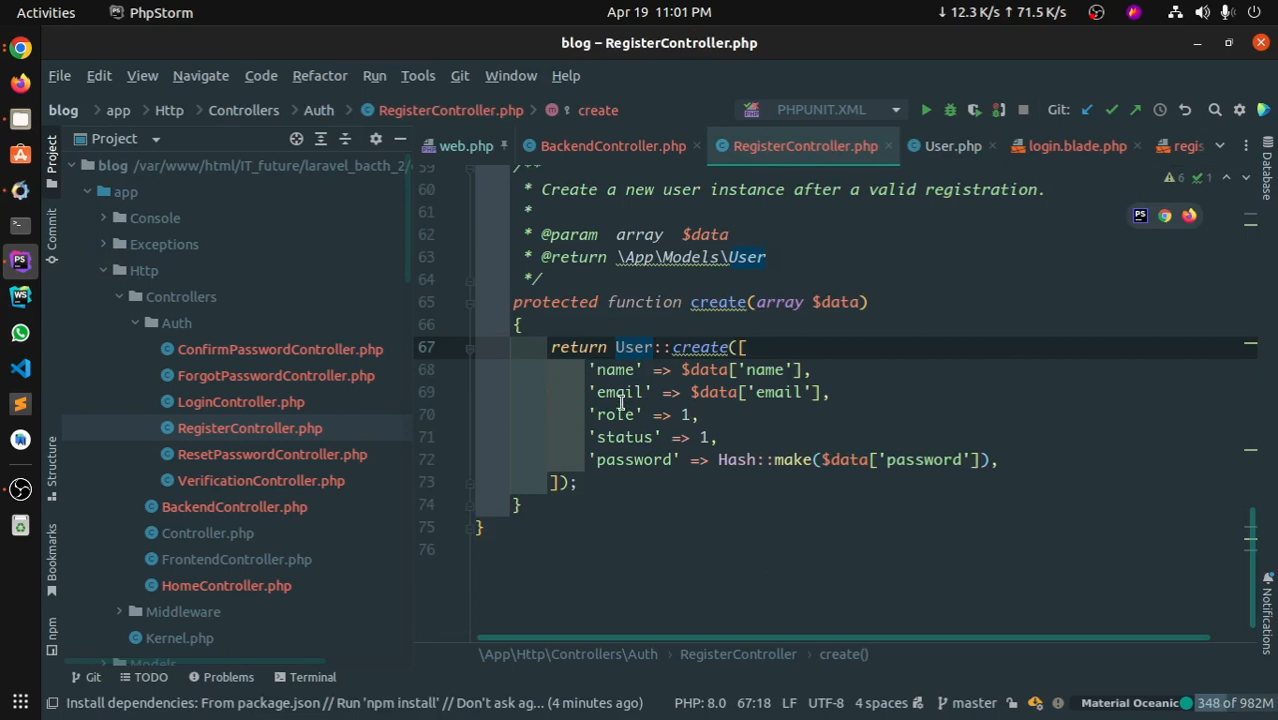 Activities PhpStorm Apr 19 11:01 PM ↓ 12.3 K/s ↑ 71.5 K/s
blog – RegisterController.php
File Edit View Navigate Code Refactor Run Tools Git Window Help
blog app Http Controllers Auth RegisterController.php create PHPUNIT.XML Git:
Project web.php BackendController.php RegisterController.php User.php login.blade.php regis
blog /var/www/html/IT_future/laravel_bacth_2/
app
Console
Exceptions
Http
Controllers
Auth
ConfirmPasswordController.php
ForgotPasswordController.php
LoginController.php
RegisterController.php
ResetPasswordController.php
VerificationController.php
BackendController.php
Controller.php
FrontendController.php
HomeController.php
Middleware
Kernel.php
Models
59 /**
60 * Create a new user instance after a valid registration.
61 *
62 * @param array $data
63 * @return \App\Models\User
64 */
65 protected function create(array $data)
66 {
67 return User::create([
68 'name' => $data['name'],
69 'email' => $data['email'],
70 'role' => 1,
71 'status' => 1,
72 'password' => Hash::make($data['password']),
73 ]);
74 }
75 }
76
6 1
Project
Commit
Structure
Bookmarks
npm
Database
Notifications
\App\Http\Controllers\Auth RegisterController create()
Git TODO Problems Terminal
Install dependencies: From package.json // Run 'npm install' // Don't ask ag... (4 minutes ago) PHP: 8.0 67:18 LF UTF-8 4 spaces master Material Oceanic 348 of 982M